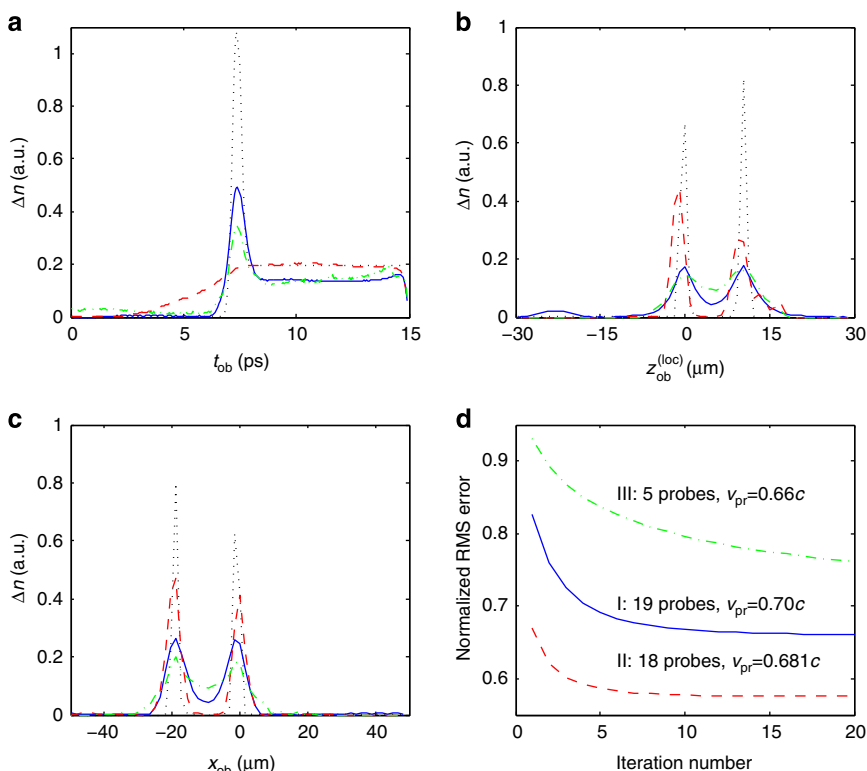 a
1
0.8
0.6
0.4
0.2
0
Δn (a.u.)
0
5
10
15
t_ob (ps)
b
1
0.8
0.6
0.4
0.2
0
Δn (a.u.)
−30
−15
0
15
30
z_ob^(loc) (μm)
c
1
0.8
0.6
0.4
0.2
0
Δn (a.u.)
−40
−20
0
20
40
x_ob (μm)
d
0.9
0.8
0.7
0.6
Normalized RMS error
III: 5 probes, v_pr=0.66c
I: 19 probes, v_pr=0.70c
II: 18 probes, v_pr=0.681c
0
5
10
15
20
Iteration number